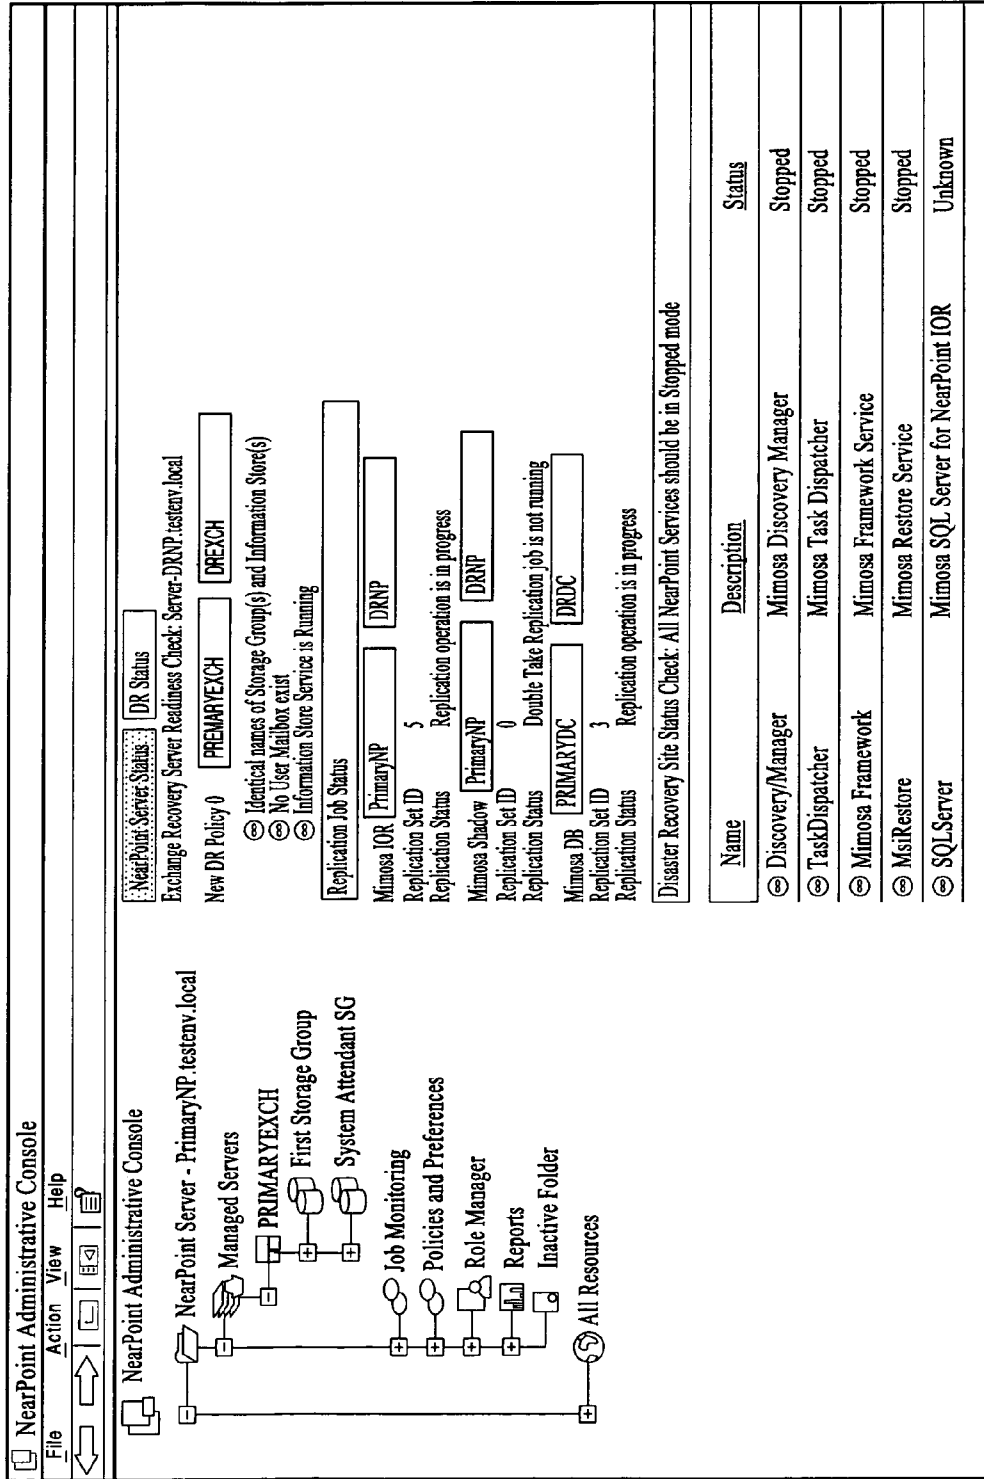 NearPoint Administrative Console
File Action View Help
NearPoint Administrative Console
NearPoint Server - PrimaryNP.testenv.local
Managed Servers
PRIMARYEXCH
First Storage Group
System Attendant SG
Job Monitoring
Policies and Preferences
Role Manager
Reports
Inactive Folder
All Resources
NearPoint Server Status DR Status
Exchange Recovery Server Readiness Check: Server-DRNP.testenv.local
New DR Policy 0 PREMARYEXCH DREXCH
Identical names of Storage Group(s) and Information Store(s)
No User Mailbox exist
Information Store Service is Running
Replication Job Status
Mimosa IOR PrimaryNP DRNP
Replication Set ID 5
Replication Status Replication operation is in progress
Mimosa Shadow PrimaryNP DRNP
Replication Set ID 0
Replication Status Double Take Replication job is not running
Mimosa DB PRIMARYDC DRDC
Replication Set ID 3
Replication Status Replication operation is in progress
Disaster Recovery Site Status Check: All NearPoint Services should be in Stopped mode
Name Description Status
Discovery/Manager Mimosa Discovery Manager Stopped
TaskDispatcher Mimosa Task Dispatcher Stopped
Mimosa Framework Mimosa Framework Service Stopped
MsiRestore Mimosa Restore Service Stopped
SQLServer Mimosa SQL Server for NearPoint IOR Unknown